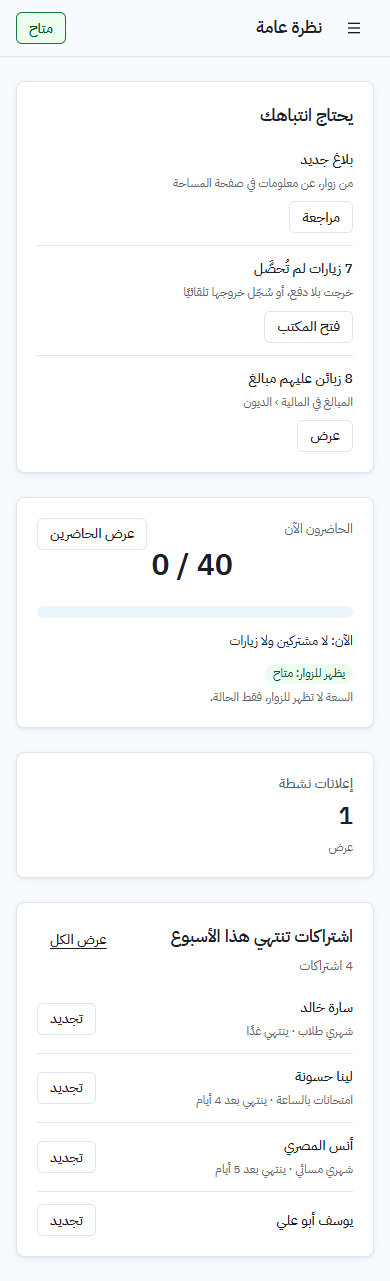 نظرة عامة
متاح
يحتاج انتباهك
بلاغ جديد
من زوار، عن معلومات في صفحة المساحة
مراجعة
7 زيارات لم تُحصَّل
خرجت بلا دفع، أو سُجّل خروجها تلقائيًا
فتح المكتب
8 زبائن عليهم مبالغ
المبالغ في المالية › الديون
عرض
الحاضرون الآن
عرض الحاضرين
0 / 40
الآن: لا مشتركين ولا زيارات
يظهر للزوار: متاح
السعة لا تظهر للزوار، فقط الحالة.
إعلانات نشطة
1
عرض
اشتراكات تنتهي هذا الأسبوع
عرض الكل
4 اشتراكات
سارة خالد
شهري طلاب · ينتهي غدًا
تجديد
لينا حسونة
امتحانات بالساعة · ينتهي بعد 4 أيام
تجديد
أنس المصري
شهري مسائي · ينتهي بعد 5 أيام
تجديد
يوسف أبو علي
تجديد